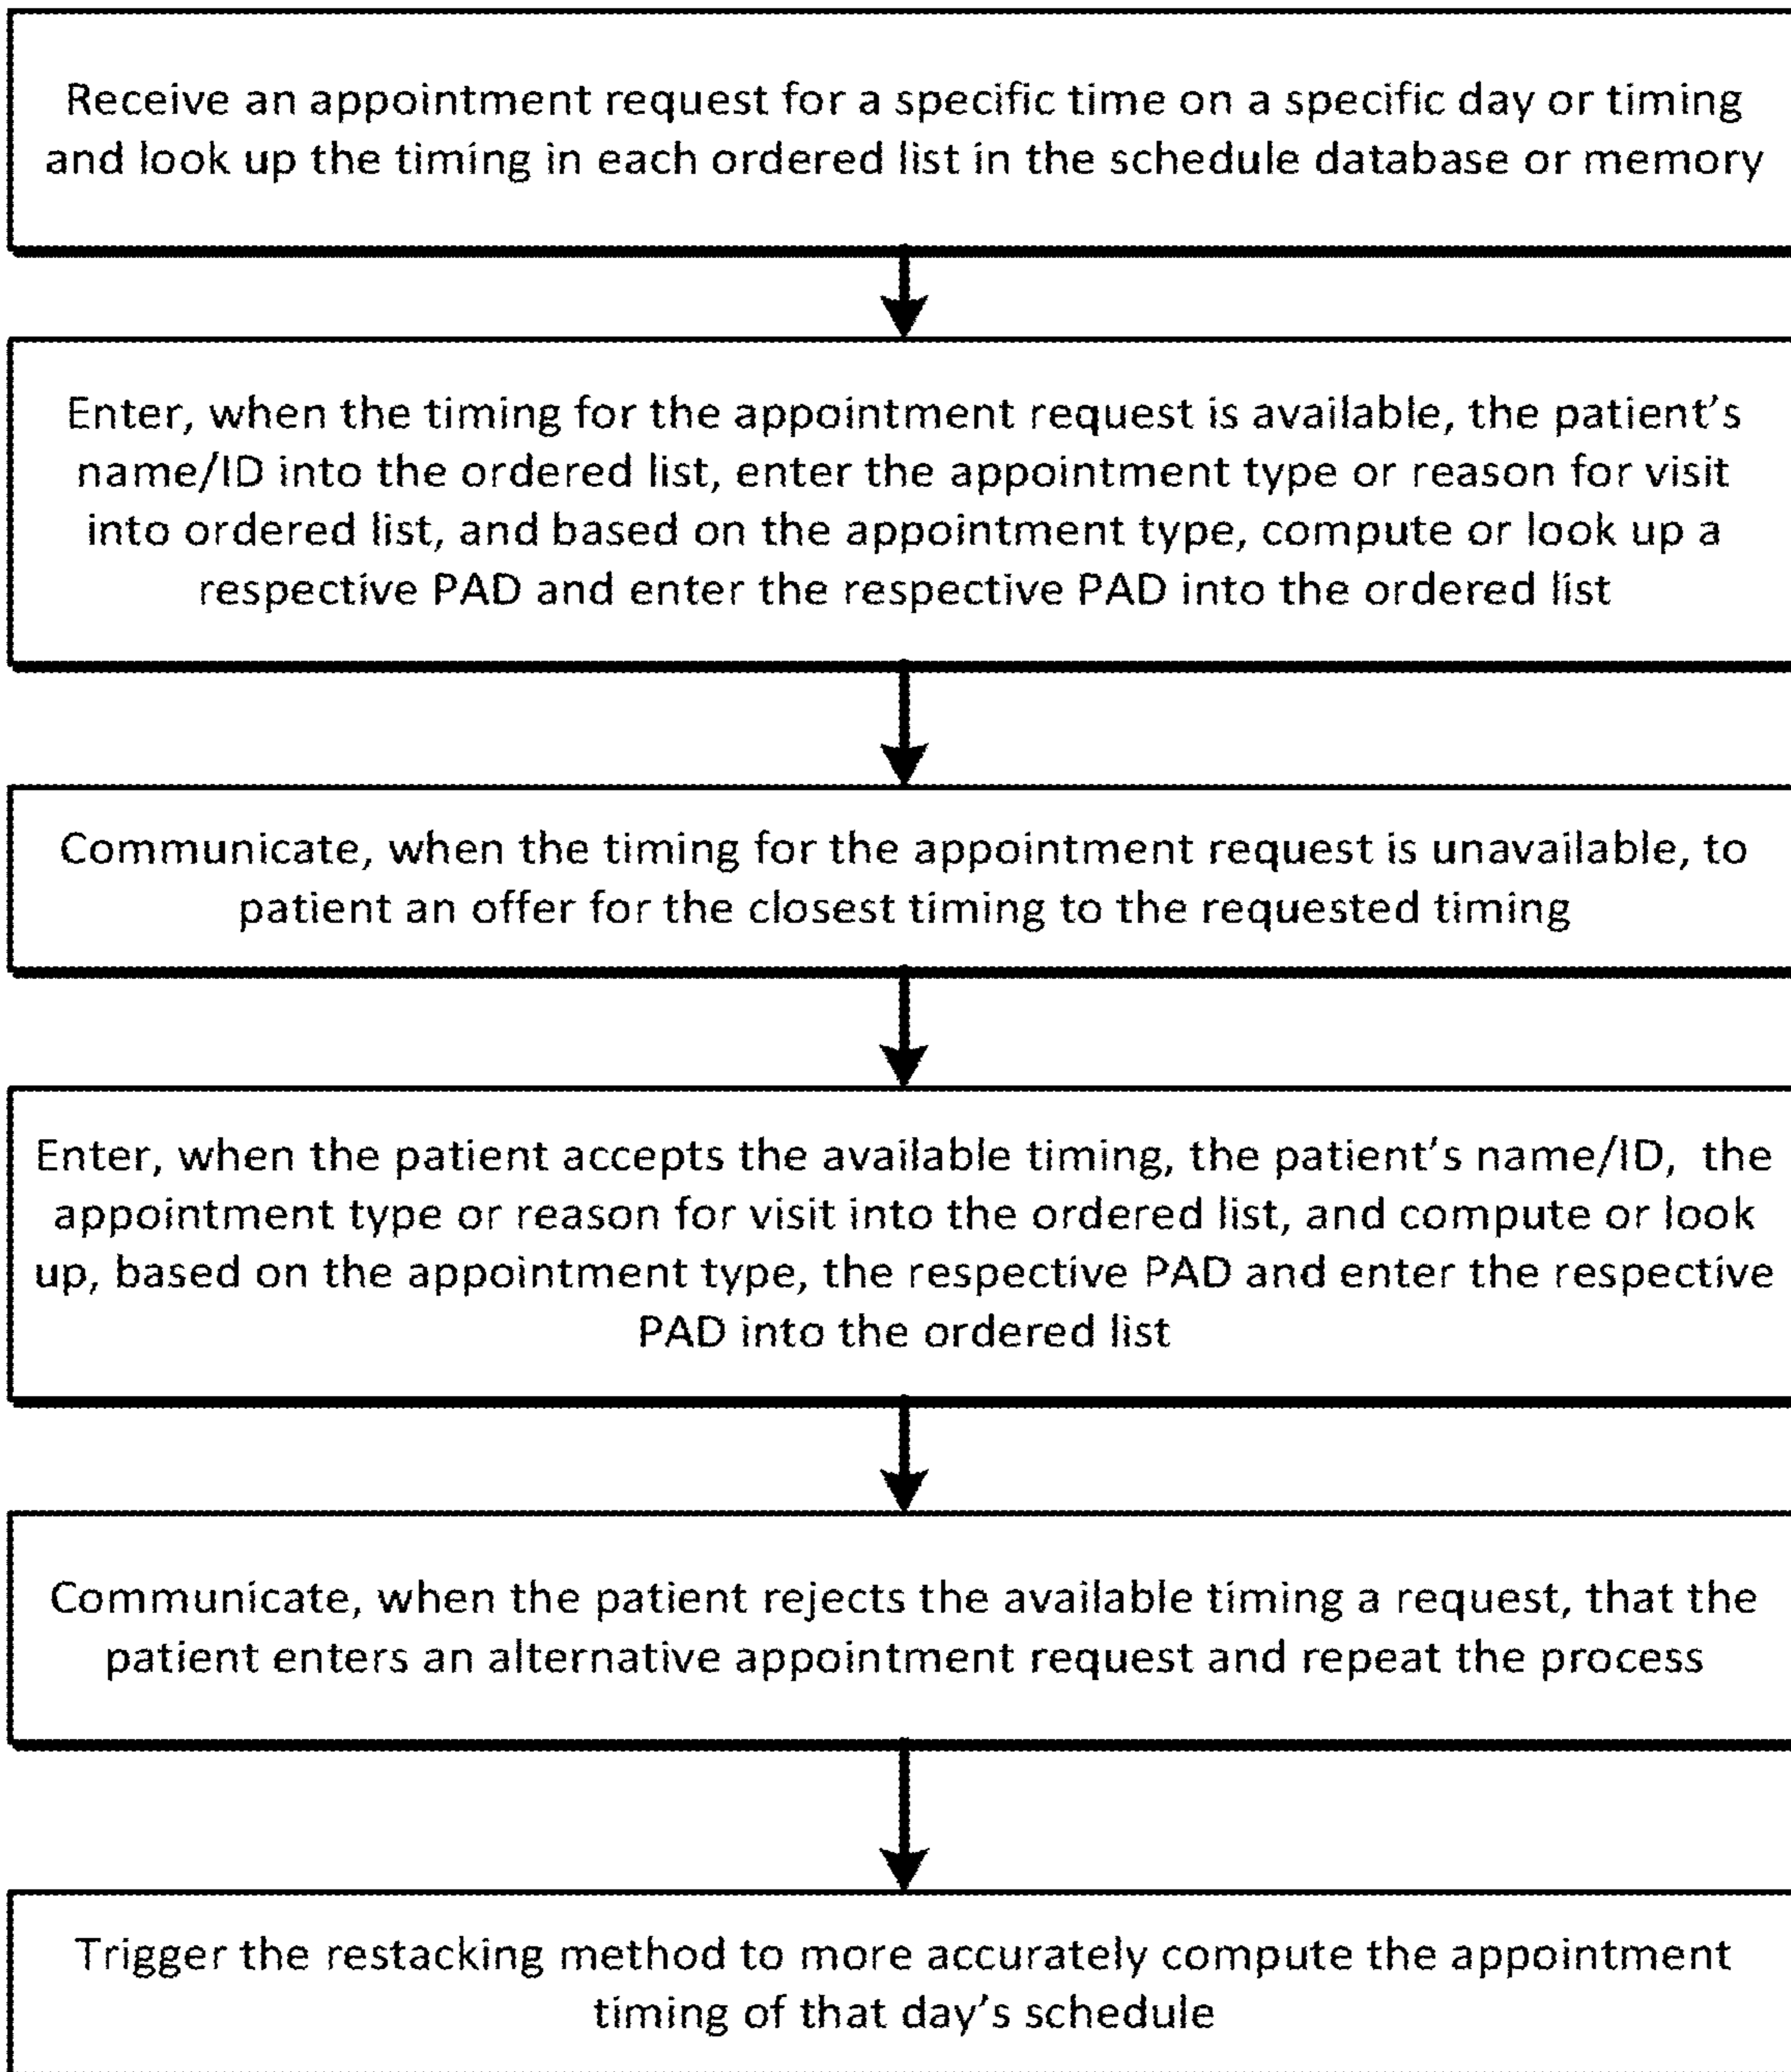 Receive an appointment request for a specific time on a specific day or timing
and look up the timing in each ordered list in the schedule database or memory
Enter, when the timing for the appointment request is available, the patient's
name/ID into the ordered list, enter the appointment type or reason for visit
into ordered list, and based on the appointment type, compute or look up a
respective PAD and enter the respective PAD into the ordered list
Communicate, when the timing for the appointment request is unavailable, to
patient an offer for the closest timing to the requested timing
Enter, when the patient accepts the available timing, the patient's name/ID, the
appointment type or reason for visit into the ordered list, and compute or look
up, based on the appointment type, the respective PAD and enter the respective
PAD into the ordered list
Communicate, when the patient rejects the available timing a request, that the
patient enters an alternative appointment request and repeat the process
Trigger the restacking method to more accurately compute the appointment
timing of that day's schedule